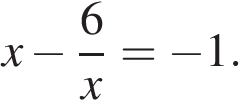 x − 6/x = −1.